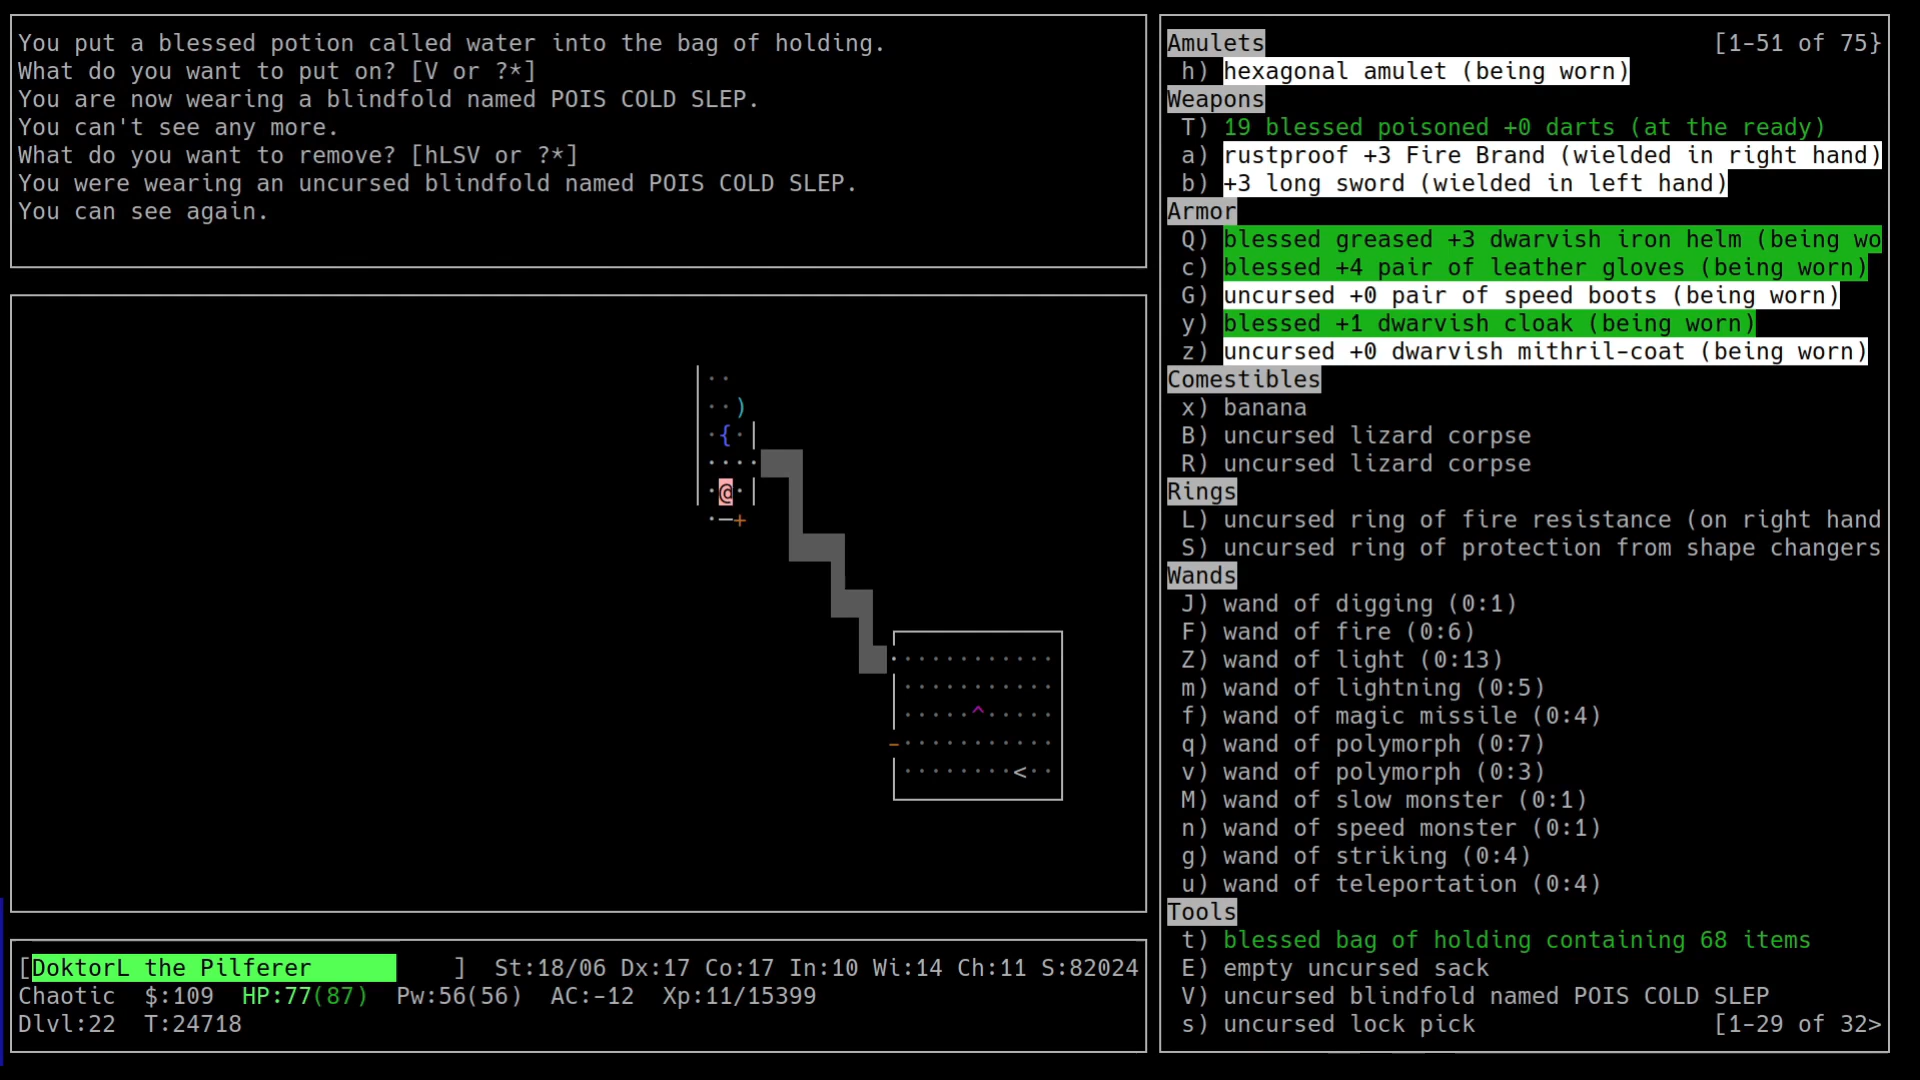 You put a blessed potion called water into the bag of holding.
What do you want to put on? [V or ?*]
You are now wearing a blindfold named POIS COLD SLEP.
You can't see any more.
What do you want to remove? [hLSV or ?*]
You were wearing an uncursed blindfold named POIS COLD SLEP.
You can see again.
|··
|··)
|·{·|
|····
|·@·|
·—+
··········
··········
·····^·····
–··········
········<··
[DoktorL the Pilferer ] St:18/06 Dx:17 Co:17 In:10 Wi:14 Ch:11 S:82024
Chaotic $:109 HP:77(87) Pw:56(56) AC:-12 Xp:11/15399
Dlvl:22 T:24718
Amulets [1-51 of 75}
h) hexagonal amulet (being worn)
Weapons
T) 19 blessed poisoned +0 darts (at the ready)
a) rustproof +3 Fire Brand (wielded in right hand)
b) +3 long sword (wielded in left hand)
Armor
Q) blessed greased +3 dwarvish iron helm (being wo
c) blessed +4 pair of leather gloves (being worn)
G) uncursed +0 pair of speed boots (being worn)
y) blessed +1 dwarvish cloak (being worn)
z) uncursed +0 dwarvish mithril-coat (being worn)
Comestibles
x) banana
B) uncursed lizard corpse
R) uncursed lizard corpse
Rings
L) uncursed ring of fire resistance (on right hand
S) uncursed ring of protection from shape changers
Wands
J) wand of digging (0:1)
F) wand of fire (0:6)
Z) wand of light (0:13)
m) wand of lightning (0:5)
f) wand of magic missile (0:4)
q) wand of polymorph (0:7)
v) wand of polymorph (0:3)
M) wand of slow monster (0:1)
n) wand of speed monster (0:1)
g) wand of striking (0:4)
u) wand of teleportation (0:4)
Tools
t) blessed bag of holding containing 68 items
E) empty uncursed sack
V) uncursed blindfold named POIS COLD SLEP
s) uncursed lock pick [1-29 of 32>